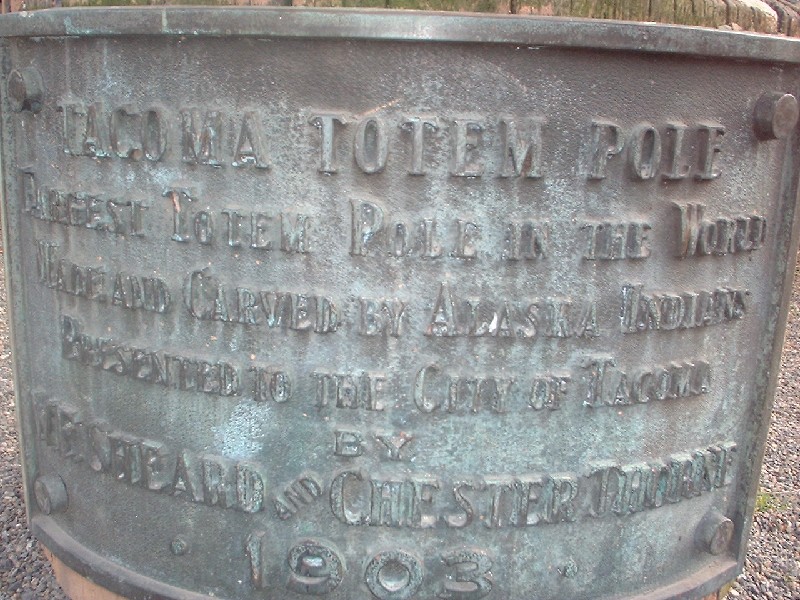 TACOMA TOTEM POLE
LARGEST TOTEM POLE IN THE WORLD
MADE AND CARVED BY ALASKA INDIANS
PRESENTED TO THE CITY OF TACOMA
BY
W.F. SHEARD AND CHESTER THORNE
1903